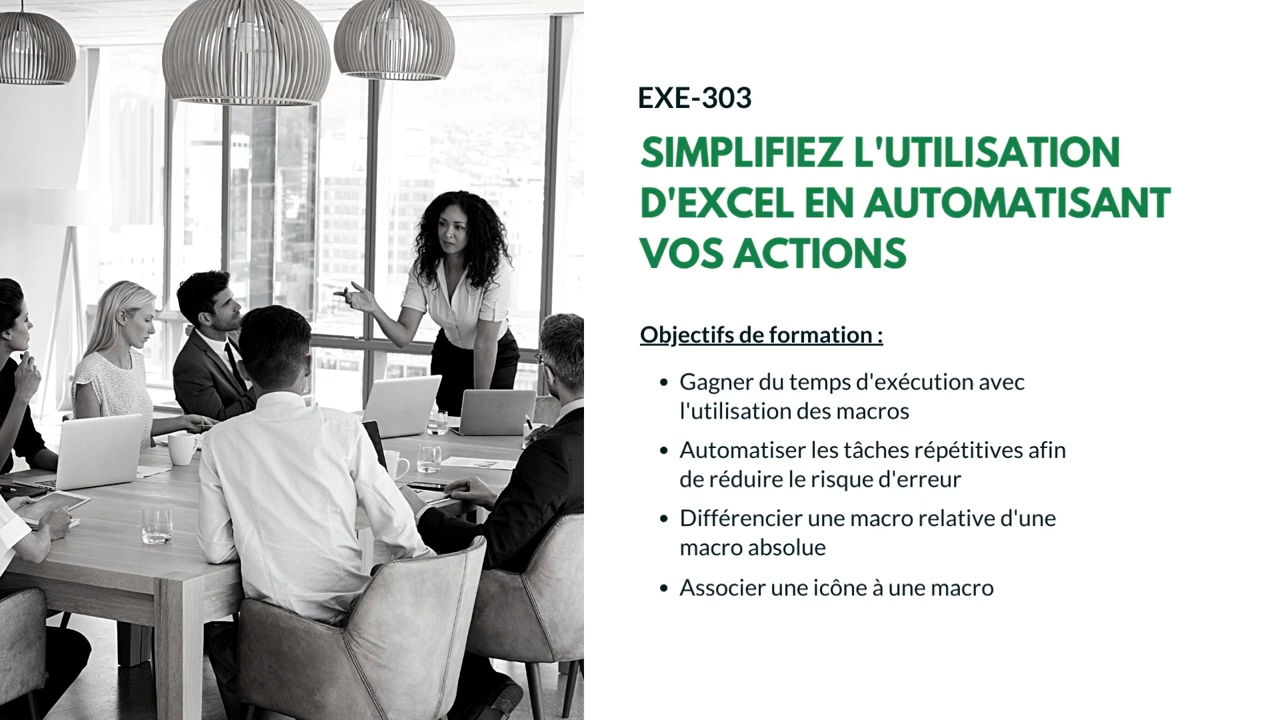 EXE-303
SIMPLIFIEZ L'UTILISATION
D'EXCEL EN AUTOMATISANT
VOS ACTIONS
Objectifs de formation :
• Gagner du temps d'exécution avec
l'utilisation des macros
• Automatiser les tâches répétitives afin
de réduire le risque d'erreur
• Différencier une macro relative d'une
macro absolue
• Associer une icône à une macro